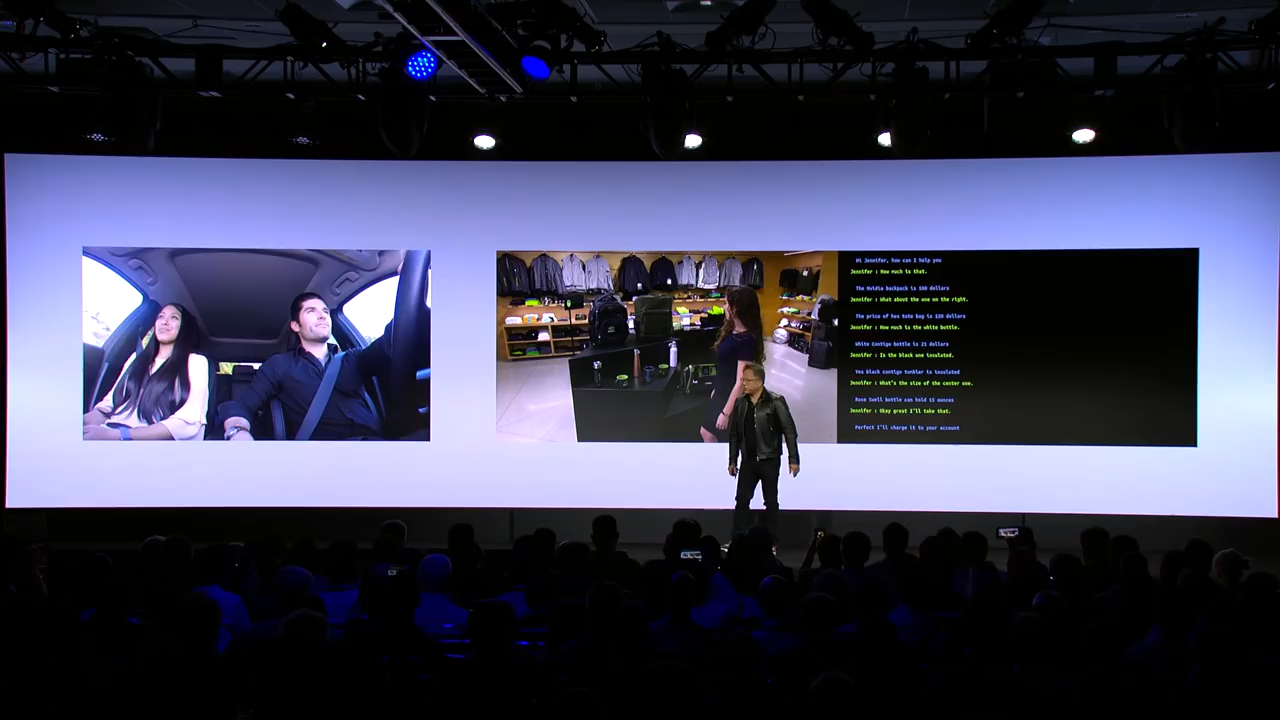 Hi Jennifer, how can I help you
Jennifer : How much is that.
The Nvidia backpack is 160 dollars
Jennifer : What about the one on the right.
The price of hex tote bag is 120 dollars
Jennifer : How much is the white bottle.
White Contigo bottle is 21 dollars
Jennifer : Is the black one insulated.
Yes black contigo tumbler is insulated
Jennifer : What's the size of the center one.
Rose Swell bottle can hold 15 ounces
Jennifer : Okay great I'll take that.
Perfect I'll charge it to your account